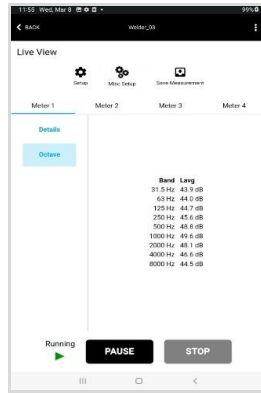 11:55 Wed, Mar 8 99%
BACK Welder_03
Live View
Setup Misc Setup Save Measurement
Meter 1 Meter 2 Meter 3 Meter 4
Details
Octave
Band Lavg
31.5 Hz 43.9 dB
63 Hz 44.0 dB
125 Hz 44.7 dB
250 Hz 45.6 dB
500 Hz 48.8 dB
1000 Hz 49.6 dB
2000 Hz 48.1 dB
4000 Hz 46.6 dB
8000 Hz 44.5 dB
Running
PAUSE STOP